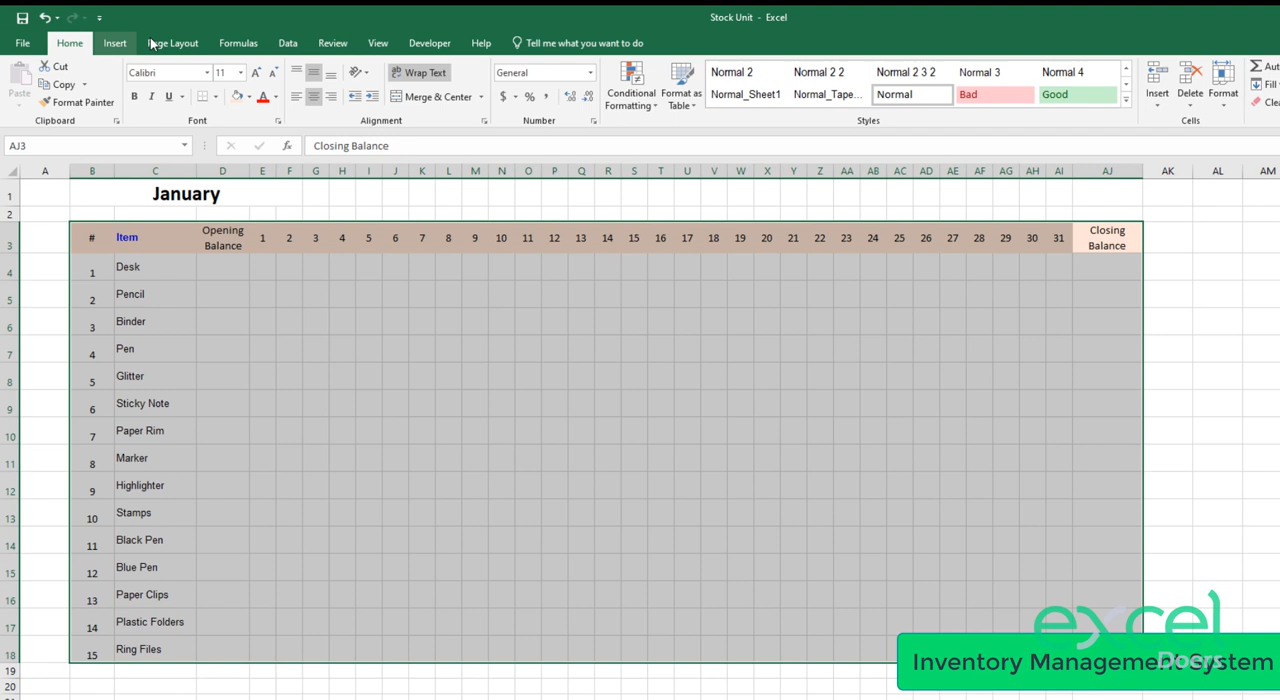 Stock Unit - Excel
File Home Insert Page Layout Formulas Data Review View Developer Help Tell me what you want to do
Paste Cut Copy Format Painter Clipboard
Calibri 11 A A B I U A Font
ab Wrap Text Merge & Center Alignment
General $ % , Number
Conditional Formatting Format as Table
Normal 2 Normal 2 2 Normal 2 3 2 Normal 3 Normal 4
Normal_Sheet1 Normal_Tape... Normal Bad Good
Styles
Insert Delete Format Cells
Σ Aut
Fill
Clea
AJ3 fx Closing Balance
A B C D E F G H I J K L M N O P Q R S T U V W X Y Z AA AB AC AD AE AF AG AH AI AJ AK AL AM
1 January
2
3 # Item Opening Balance 1 2 3 4 5 6 7 8 9 10 11 12 13 14 15 16 17 18 19 20 21 22 23 24 25 26 27 28 29 30 31 Closing Balance
4 1 Desk
5 2 Pencil
6 3 Binder
7 4 Pen
8 5 Glitter
9 6 Sticky Note
10 7 Paper Rim
11 8 Marker
12 9 Highlighter
13 10 Stamps
14 11 Black Pen
15 12 Blue Pen
16 13 Paper Clips
17 14 Plastic Folders
18 15 Ring Files
19
20
excel
Doers
Inventory Management System